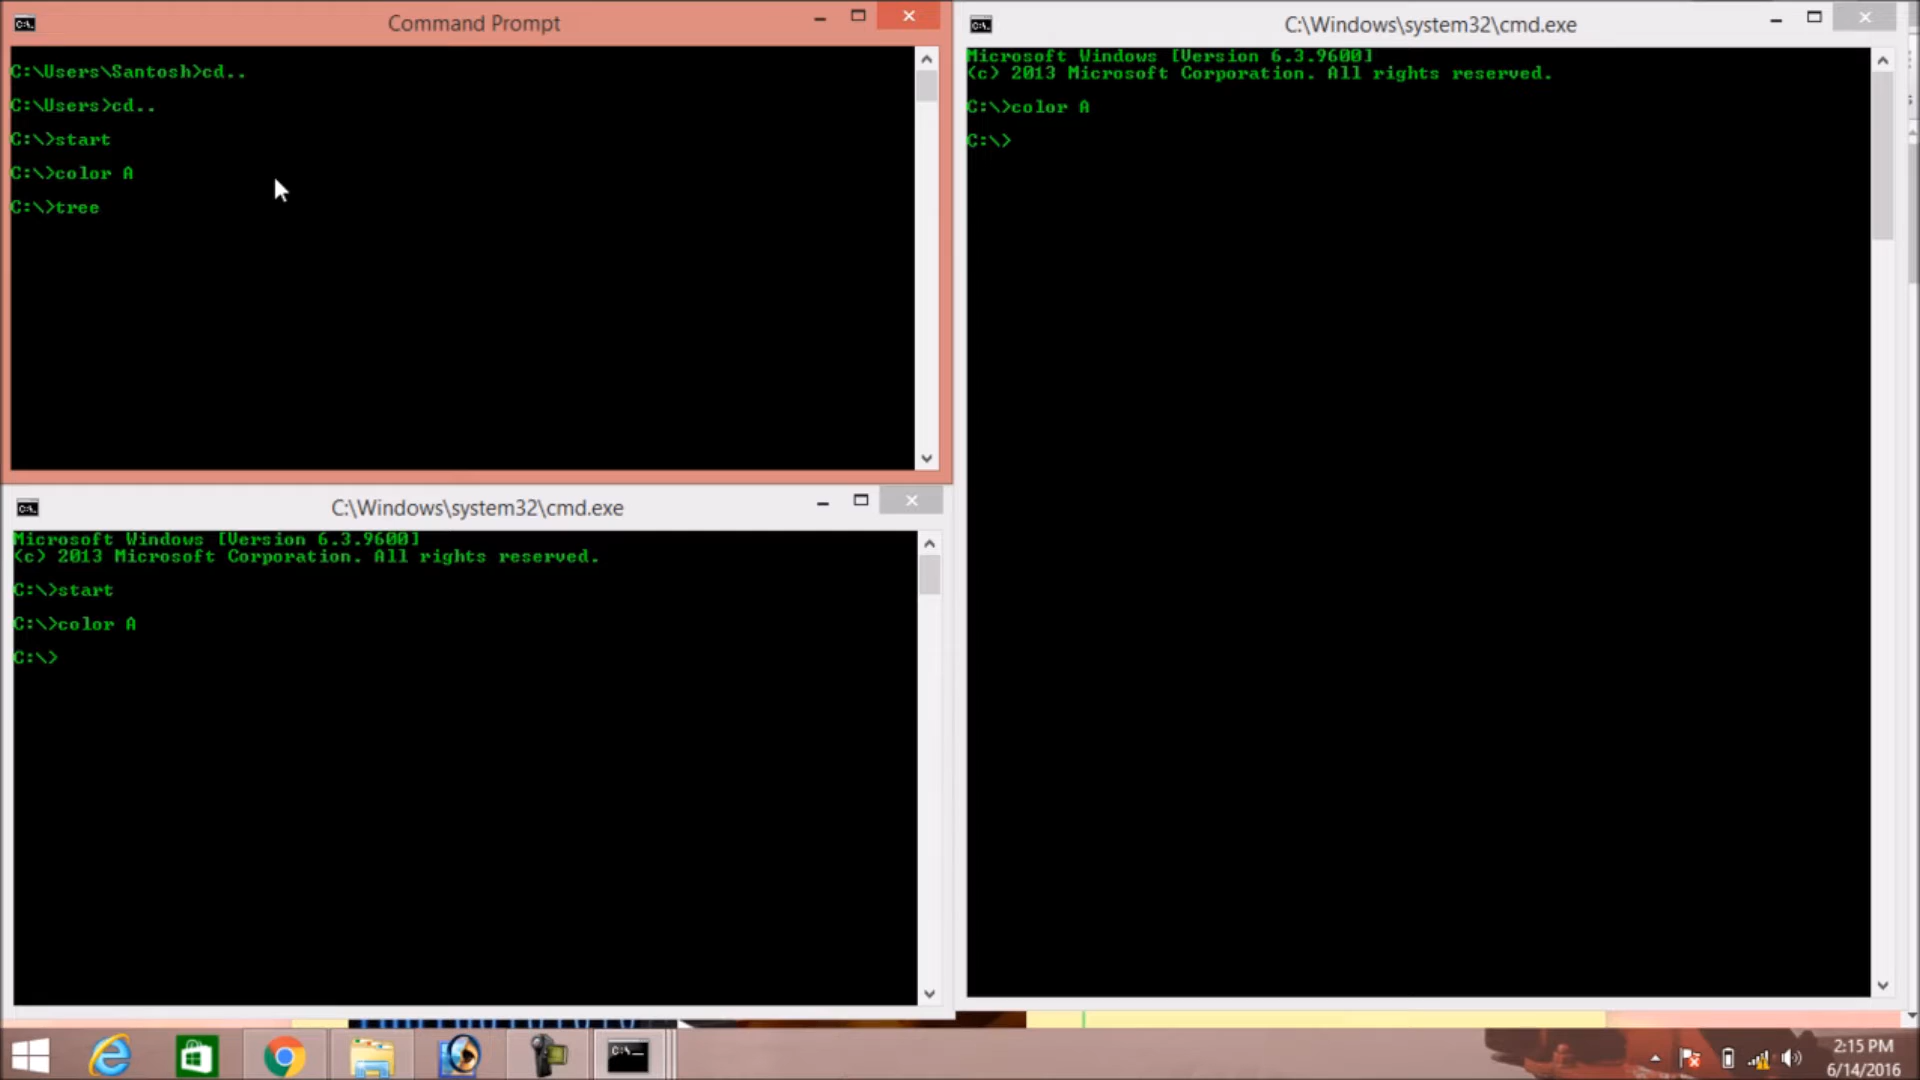 Command Prompt
C:\Users\Santosh>cd..
C:\Users>cd..
C:\>start
C:\>color A
C:\>tree
C:\Windows\system32\cmd.exe
Microsoft Windows [Version 6.3.9600]
(c) 2013 Microsoft Corporation. All rights reserved.
C:\>start
C:\>color A
C:\>
C:\Windows\system32\cmd.exe
Microsoft Windows [Version 6.3.9600]
(c) 2013 Microsoft Corporation. All rights reserved.
C:\>color A
C:\>
2:15 PM
6/14/2016